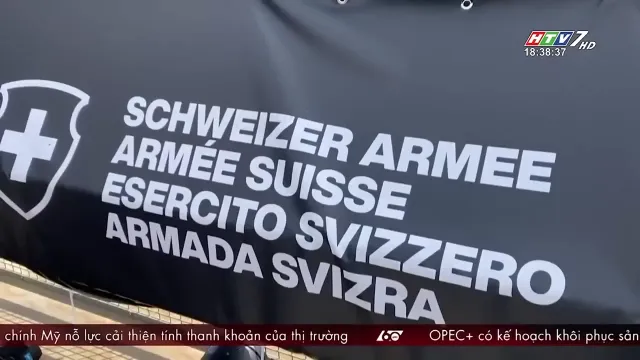 HTV7 HD
18:38:37
SCHWEIZER ARMEE
ARMÉE SUISSE
ESERCITO SVIZZERO
ARMADA SVIZRA
chính Mỹ nỗ lực cải thiện tính thanh khoản của thị trường
OPEC+ có kế hoạch khôi phục sản